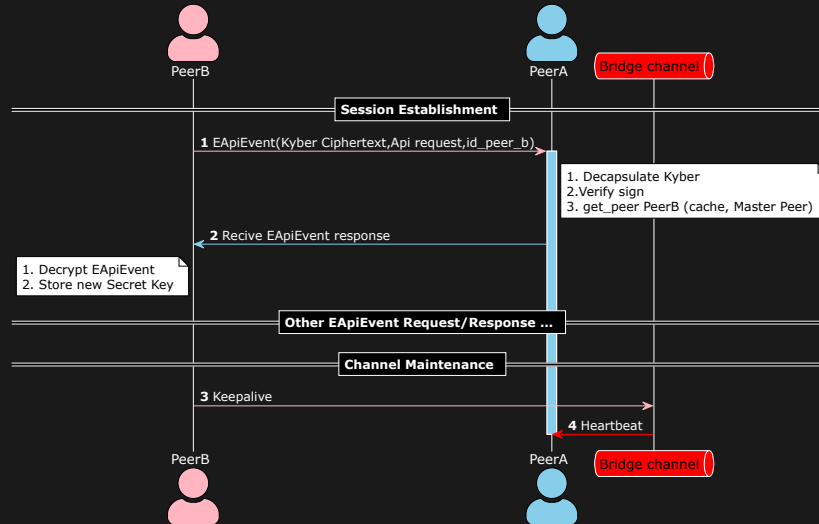 PeerB
PeerA
Bridge channel
Session Establishment
1 EApiEvent(Kyber Ciphertext,Api request,id_peer_b)
1. Decapsulate Kyber
2.Verify sign
3. get_peer PeerB (cache, Master Peer)
2 Recive EApiEvent response
1. Decrypt EApiEvent
2. Store new Secret Key
Other EApiEvent Request/Response ...
Channel Maintenance
3 Keepalive
4 Heartbeat
PeerB
PeerA
Bridge channel